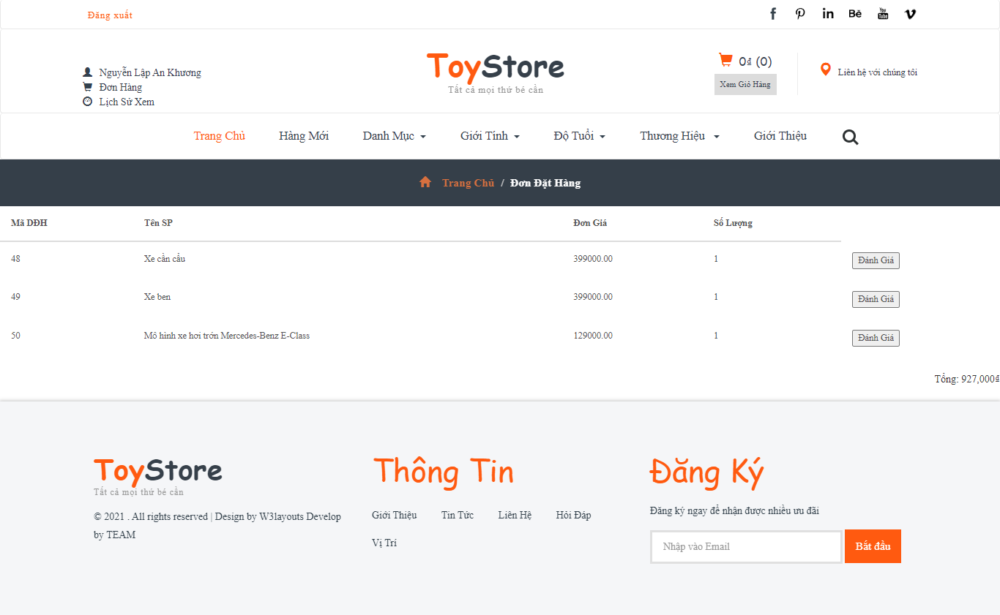 Đăng xuất
Nguyễn Lập An Khương
Đơn Hàng
Lịch Sử Xem
ToyStore
Tất cả mọi thứ bé cần
0₫ (0)
Xem Giỏ Hàng
Liên hệ với chúng tôi
Trang Chủ Hàng Mới Danh Mục Giới Tính Độ Tuổi Thương Hiệu Giới Thiệu
Trang Chủ / Đơn Đặt Hàng
Mã DĐH Tên SP Đơn Giá Số Lượng
48 Xe cần cẩu 399000.00 1 Đánh Giá
49 Xe ben 399000.00 1 Đánh Giá
50 Mô hình xe hơi trớn Mercedes-Benz E-Class 129000.00 1 Đánh Giá
Tổng: 927,000₫
ToyStore
Tất cả mọi thứ bé cần
© 2021 . All rights reserved | Design by W3layouts Develop
by TEAM
Thông Tin
Giới Thiệu Tin Tức Liên Hệ Hỏi Đáp
Vị Trí
Đăng Ký
Đăng ký ngay để nhận được nhiều ưu đãi
Nhập vào Email Bắt đầu